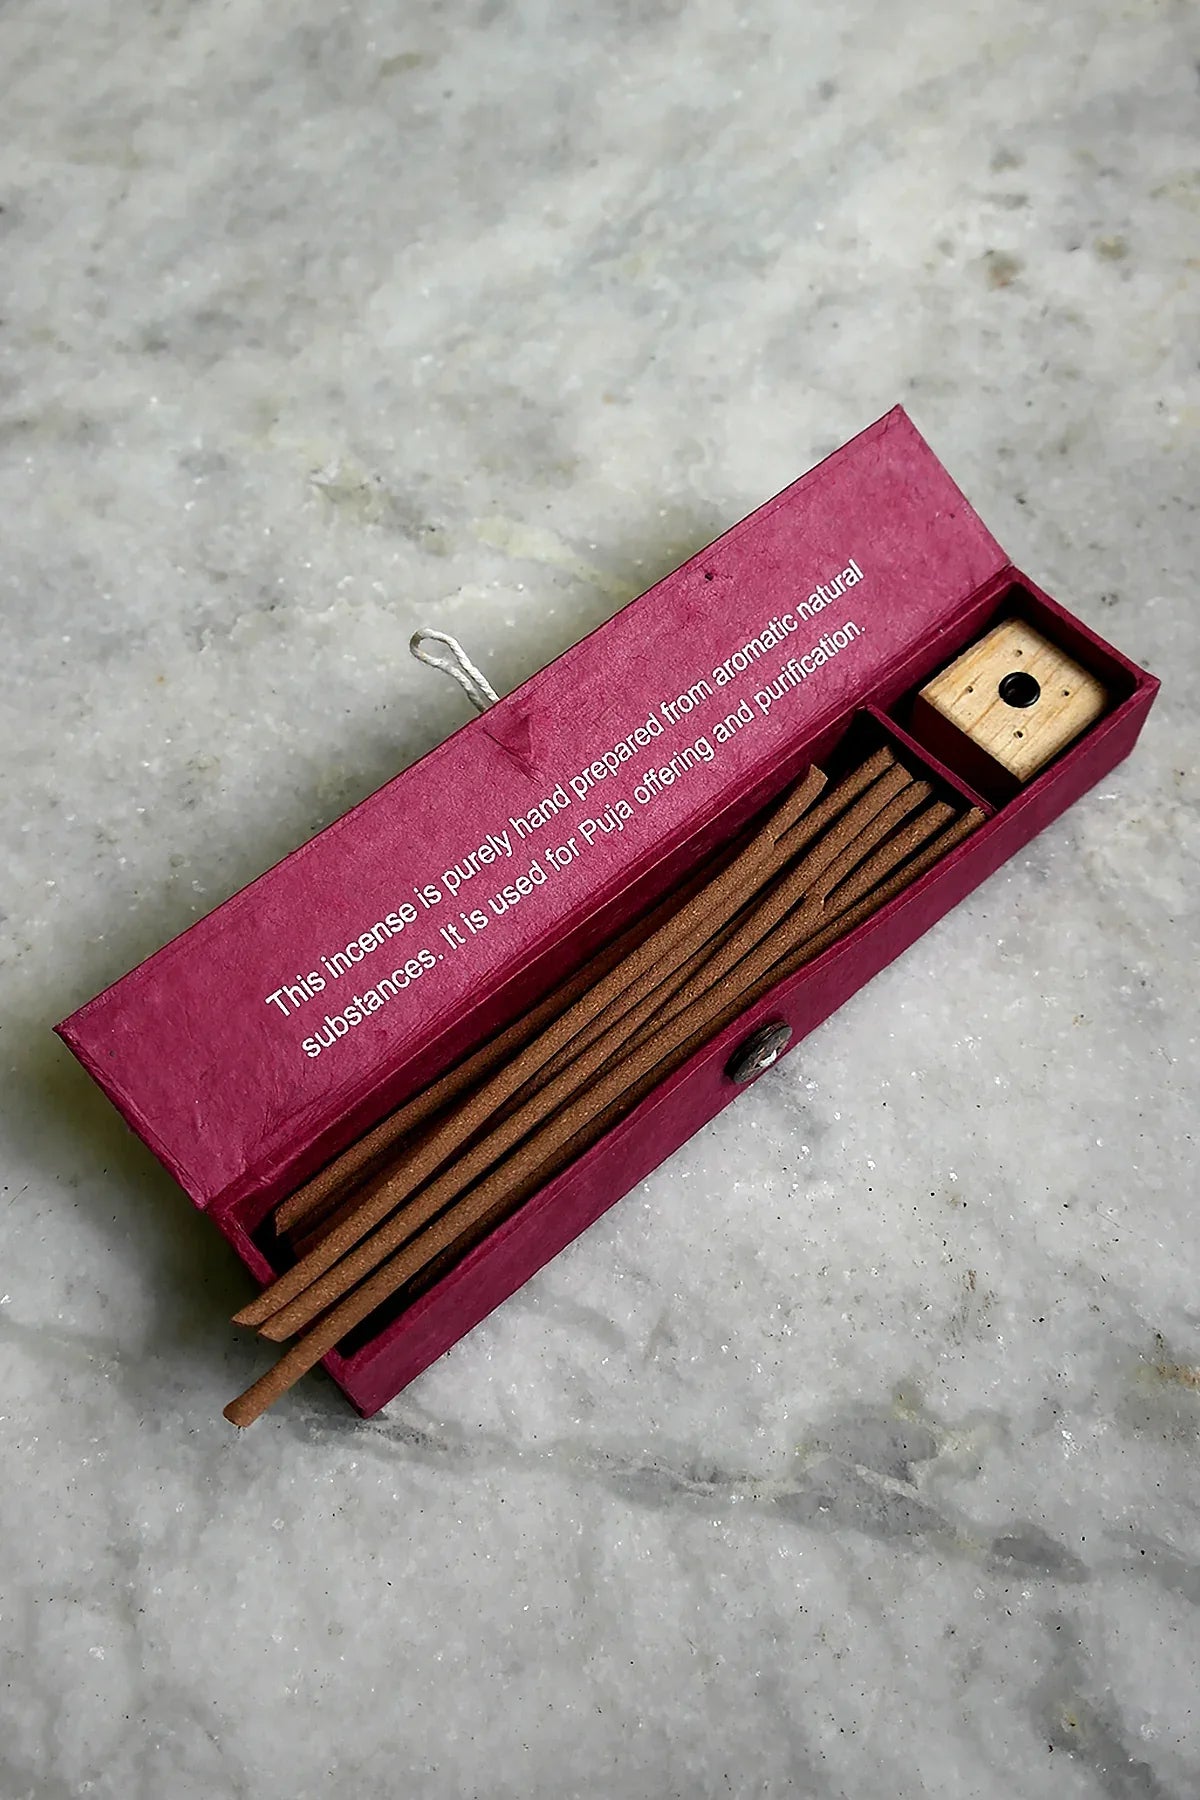 This incense is purely hand prepared from aromatic natural
substances. It is used for Puja offering and purification.